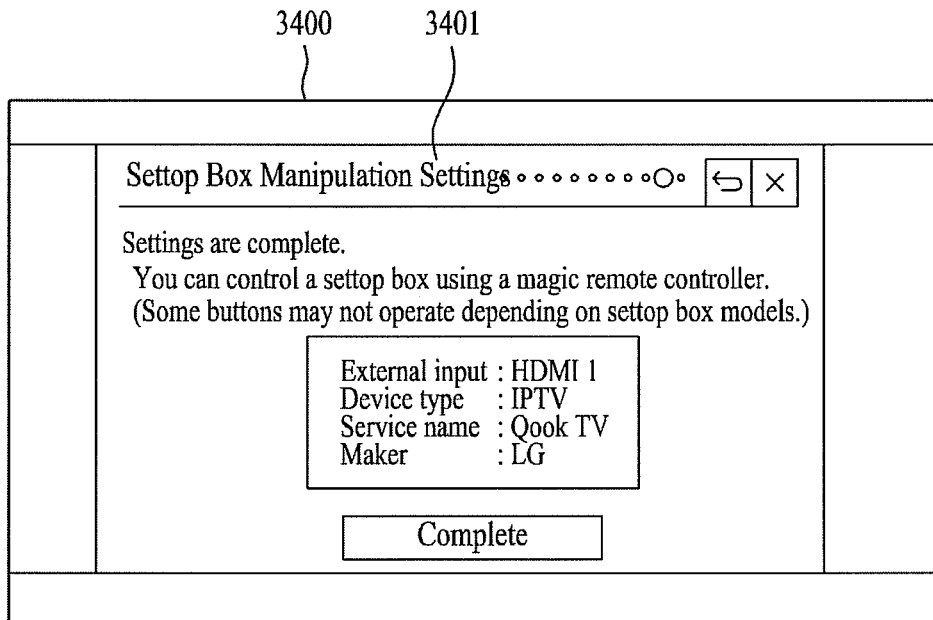 3400 3401
Settop Box Manipulation Settings
Settings are complete.
You can control a settop box using a magic remote controller.
(Some buttons may not operate depending on settop box models.)
External input : HDMI 1
Device type : IPTV
Service name : Qook TV
Maker : LG
Complete